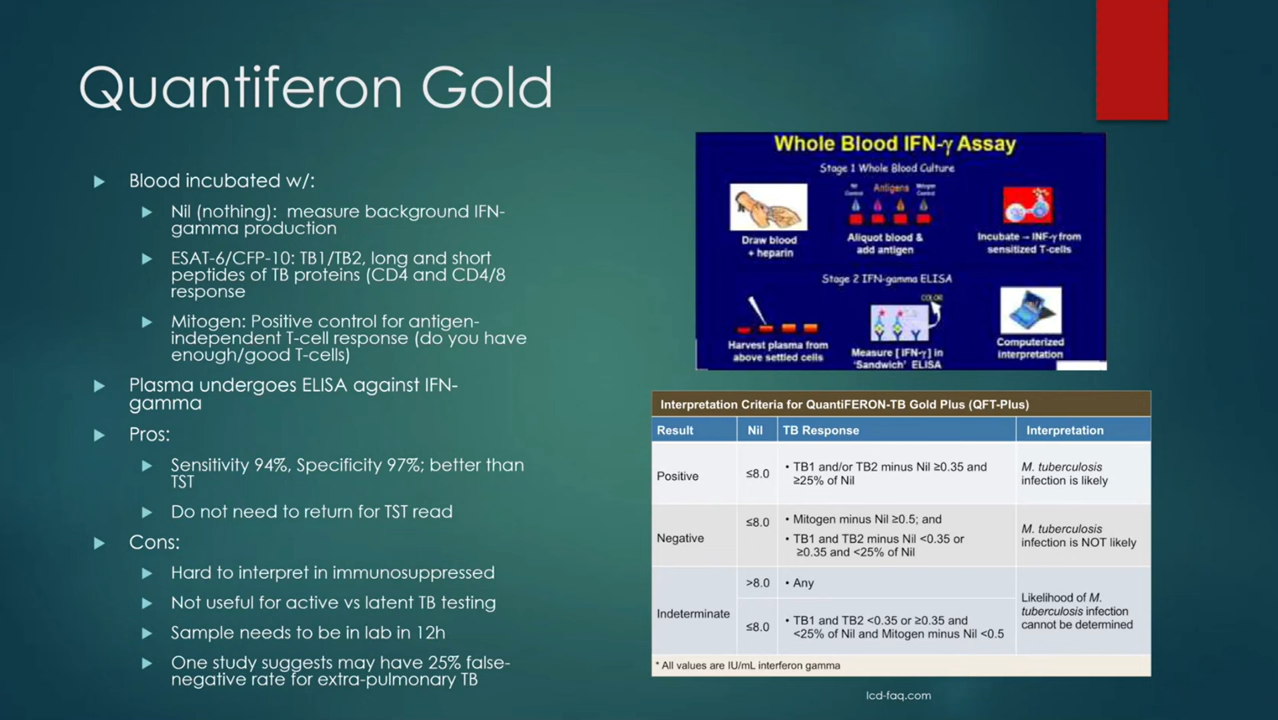 Quantiferon Gold
Blood incubated w/:
Nil (nothing): measure background IFN-
gamma production
ESAT-6/CFP-10: TB1/TB2, long and short
peptides of TB proteins (CD4 and CD4/8
response
Mitogen: Positive control for antigen-
independent T-cell response (do you have
enough/good T-cells)
Plasma undergoes ELISA against IFN-
gamma
Pros:
Sensitivity 94%, Specificity 97%; better than
TST
Do not need to return for TST read
Cons:
Hard to interpret in immunosuppressed
Not useful for active vs latent TB testing
Sample needs to be in lab in 12h
One study suggests may have 25% false-
negative rate for extra-pulmonary TB
Whole Blood IFN-γ Assay
Stage 1 Whole Blood Culture
Nil
Control
Antigens
Mitogen
Control
Draw blood
+ heparin
Aliquot blood &
add antigen
Incubate → INF-γ from
sensitized T-cells
Stage 2 IFN-gamma ELISA
COLOR
Harvest plasma from
above settled cells
Measure [ IFN-γ ] in
'Sandwich' ELISA
Computerized
interpretation
Interpretation Criteria for QuantiFERON-TB Gold Plus (QFT-Plus)
Result Nil TB Response Interpretation
Positive
≤8.0
• TB1 and/or TB2 minus Nil ≥0.35 and
≥25% of Nil
M. tuberculosis
infection is likely
Negative
≤8.0
• Mitogen minus Nil ≥0.5; and
• TB1 and TB2 minus Nil <0.35 or
≥0.35 and <25% of Nil
M. tuberculosis
infection is NOT likely
Indeterminate
>8.0
• Any
≤8.0
• TB1 and TB2 <0.35 or ≥0.35 and
<25% of Nil and Mitogen minus Nil <0.5
Likelihood of M.
tuberculosis infection
cannot be determined
* All values are IU/mL interferon gamma
lcd-faq.com